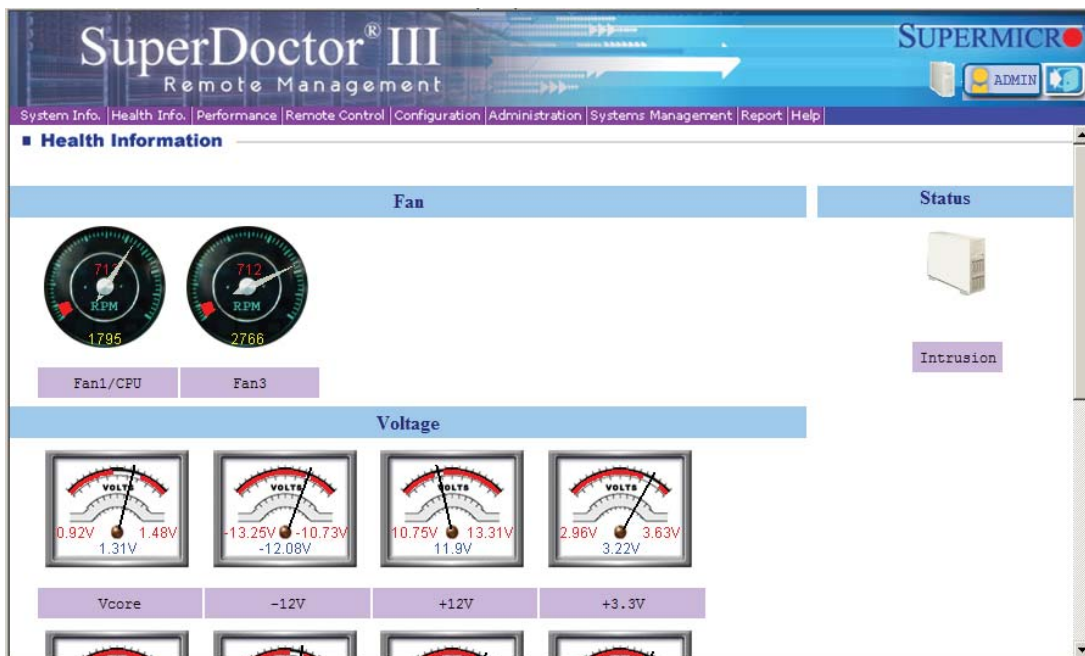 SuperDoctor® III
Remote Management
SUPERMICR
ADMIN
System Info. Health Info. Performance Remote Control Configuration Administration Systems Management Report Help
Health Information
Fan
Status
712
RPM
2766
RPM
1795
Fan1/CPU Fan3
Intrusion
Voltage
VOLTS VOLTS VOLTS VOLTS
0.92V 1.48V -13.25V -10.73V 10.75V 13.31V 2.96V 3.63V
1.31V -12.08V 11.9V 3.22V
Vcore -12V +12V +3.3V